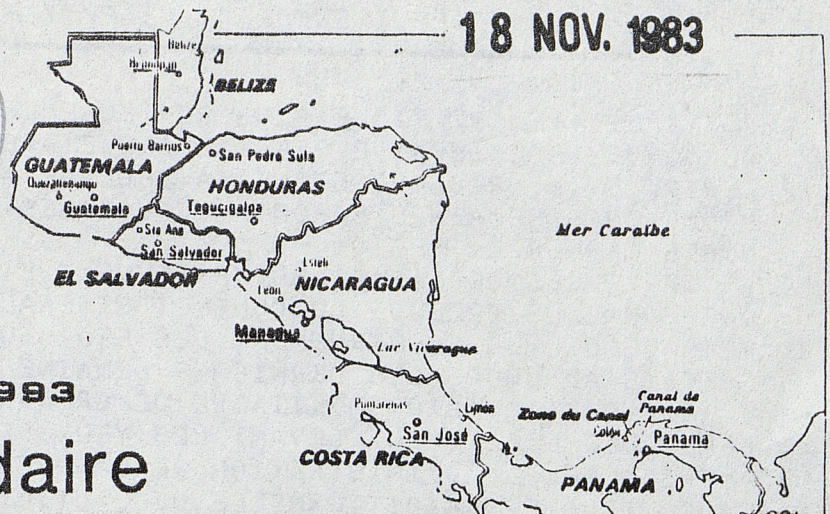 18 NOV. 1983
Belize
Belmopan
BELIZE
Puerto Barrios
San Pedro Sula
GUATEMALA
Quezaltenango
HONDURAS
Guatemala
Tegucigalpa
Mer Caraïbe
Sta Ana
San Salvador
Esteli
EL SALVADOR
NICARAGUA
León
Managua
Lac Nicaragua
993
Canal de
Panama
Puntarenas
Limón
Zone du Canal
Colón
San José
Panama
daire
COSTA RICA
PANAMA